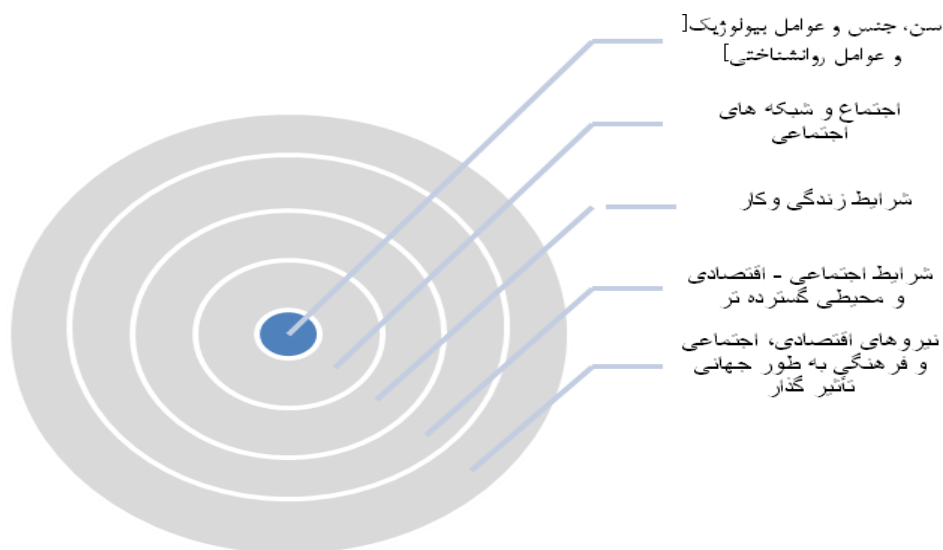 سن، جنس و عوامل بیولوژیک]
و عوامل روانشناختی[
اجتماع و شبکه های
اجتماعی
شرایط زندگی وکار
شرایط اجتماعی - اقتصادی
و محیطی گسترده تر
نیروهای اقتصادی، اجتماعی
و فرهنگی به طور جهانی
تأثیر گذار